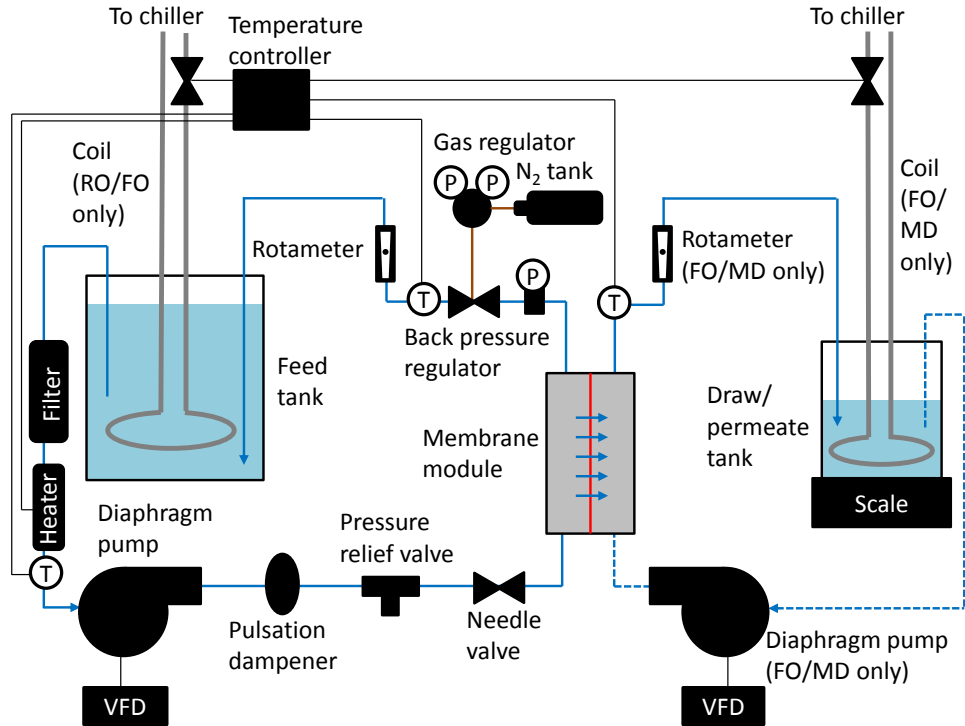 To chiller
Temperature
controller
To chiller
Gas regulator
P
P
N₂ tank
Coil
(RO/FO
only)
Coil
(FO/
MD
only)
Rotameter
Rotameter
(FO/MD only)
P
T
T
Back pressure
regulator
Feed
tank
Filter
Membrane
module
Draw/
permeate
tank
Scale
Heater
Diaphragm
pump
Pressure
relief valve
T
Pulsation
dampener
Needle
valve
Diaphragm pump
(FO/MD only)
VFD
VFD